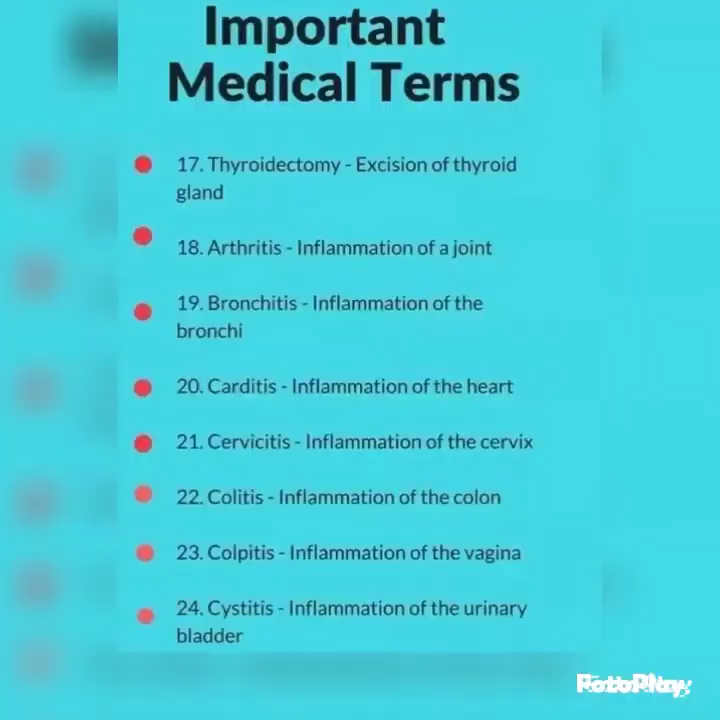 Important
Medical Terms
17. Thyroidectomy - Excision of thyroid
gland
18. Arthritis - Inflammation of a joint
19. Bronchitis - Inflammation of the
bronchi
20. Carditis - Inflammation of the heart
21. Cervicitis - Inflammation of the cervix
22. Colitis - Inflammation of the colon
23. Colpitis - Inflammation of the vagina
24. Cystitis - Inflammation of the urinary
bladder
FotoPlay